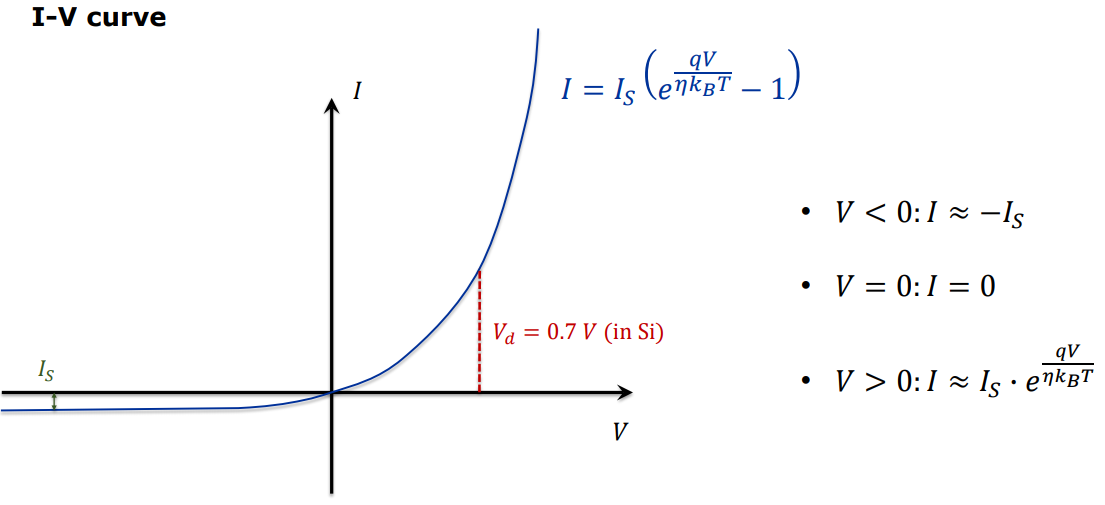 I-V curve
I
I = I_S (e^{qV/ηk_BT} − 1)
• V < 0: I ≈ −I_S
• V = 0: I = 0
V_d = 0.7 V (in Si)
I_S
• V > 0: I ≈ I_S · e^{qV/ηk_BT}
V